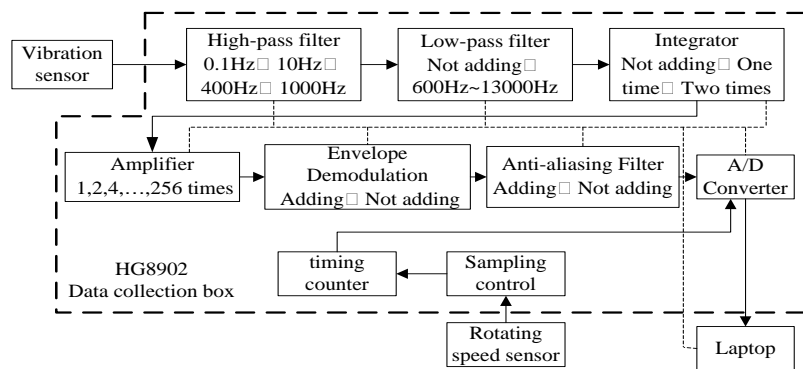 Vibration
sensor
High-pass filter
0.1Hz□ 10Hz□
400Hz□ 1000Hz
Low-pass filter
Not adding□
600Hz~13000Hz
Integrator
Not adding□ One
time□ Two times
Amplifier
1,2,4,…,256 times
Envelope
Demodulation
Adding□ Not adding
Anti-aliasing Filter
Adding□ Not adding
A/D
Converter
HG8902
Data collection box
timing
counter
Sampling
control
Rotating
speed sensor
Laptop